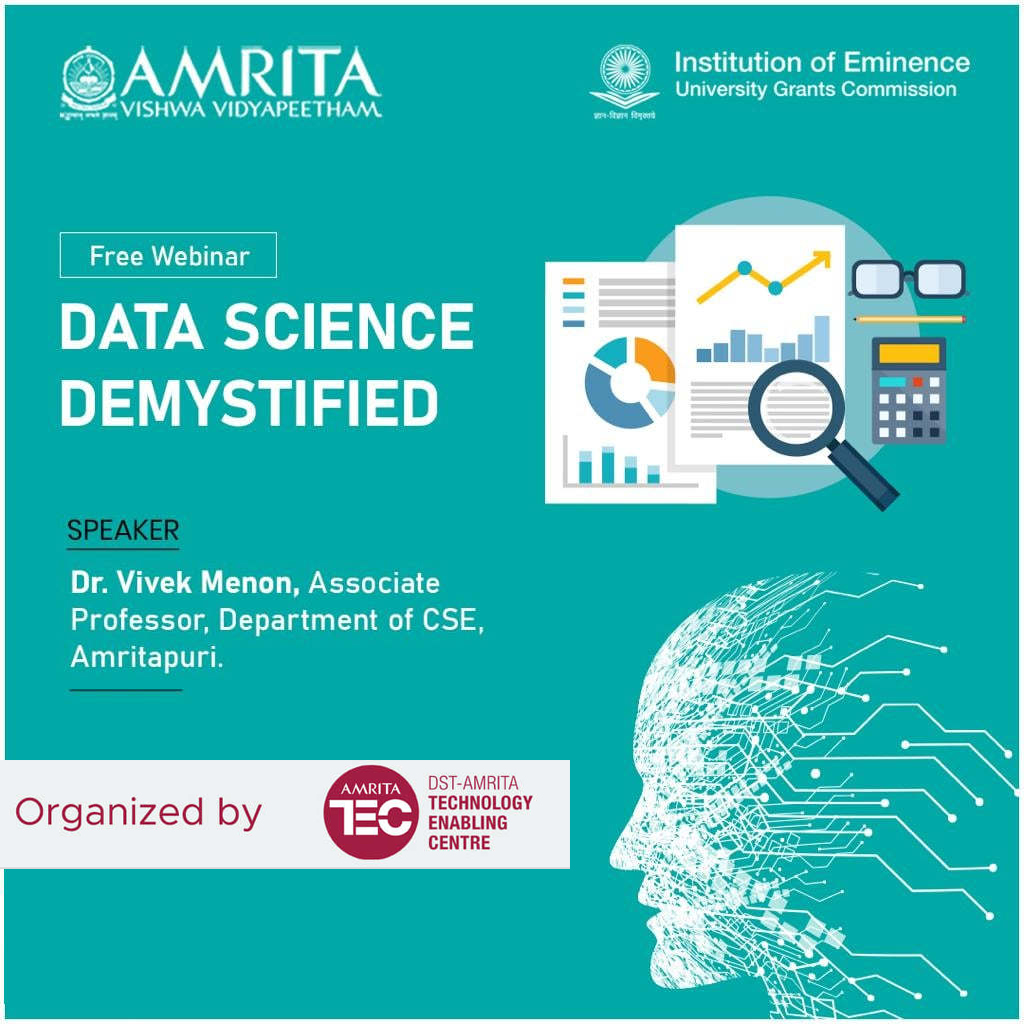 AMRITA
VISHWA VIDYAPEETHAM
Institution of Eminence
University Grants Commission
ज्ञान-विज्ञान विमुक्तये
Free Webinar
DATA SCIENCE
DEMYSTIFIED
SPEAKER
Dr. Vivek Menon, Associate
Professor, Department of CSE,
Amritapuri.
Organized by
AMRITA
TEC
DST-AMRITA
TECHNOLOGY
ENABLING
CENTRE